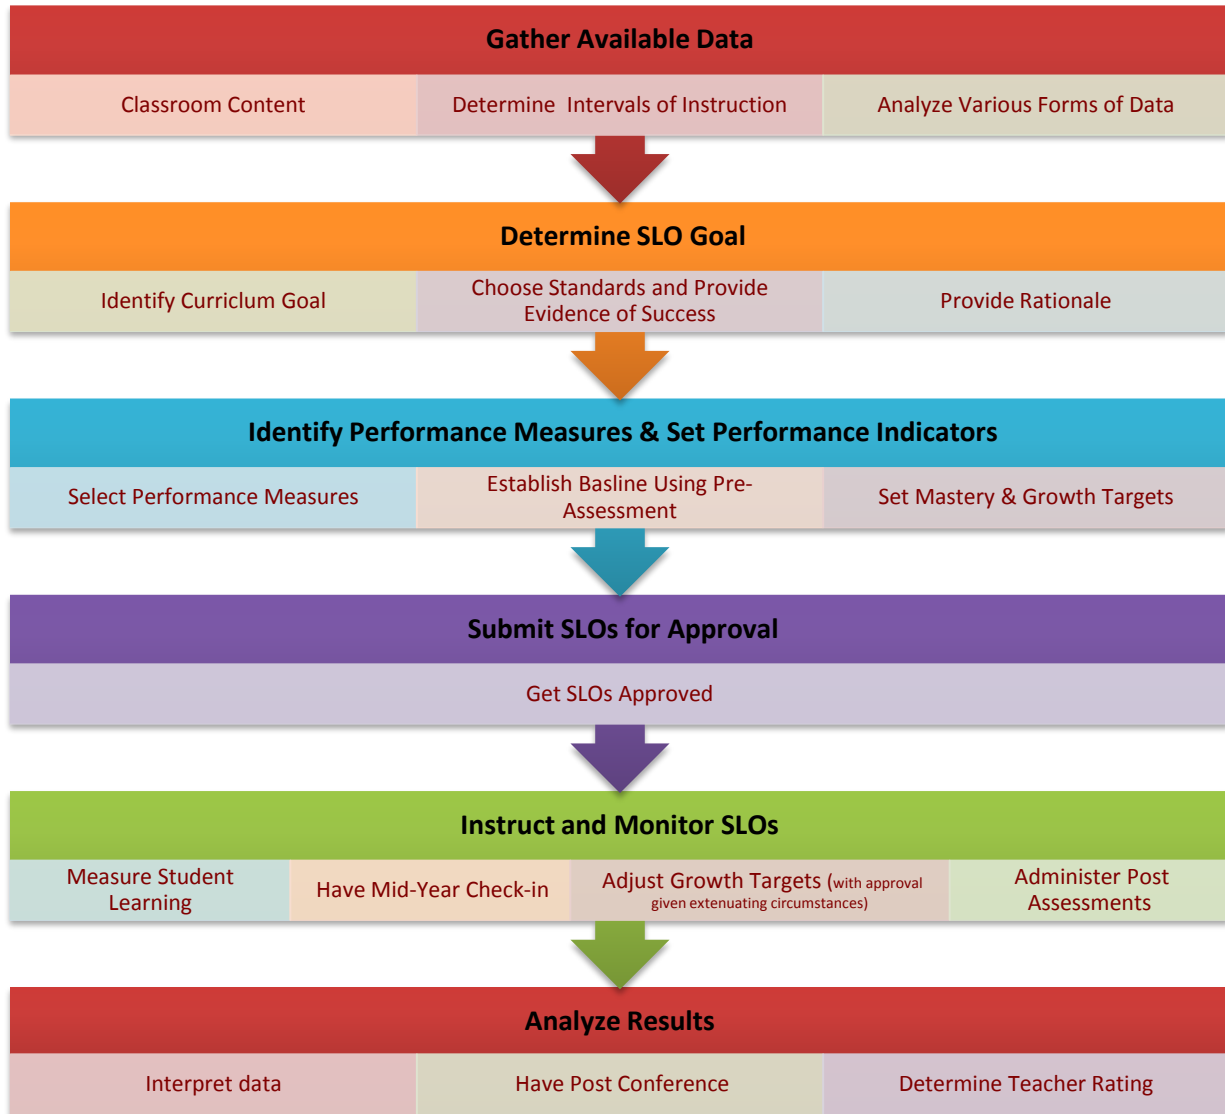 Gather Available Data
Classroom Content
Determine Intervals of Instruction
Analyze Various Forms of Data
Determine SLO Goal
Identify Curriclum Goal
Choose Standards and Provide
Evidence of Success
Provide Rationale
Identify Performance Measures & Set Performance Indicators
Select Performance Measures
Establish Basline Using Pre-
Assessment
Set Mastery & Growth Targets
Submit SLOs for Approval
Get SLOs Approved
Instruct and Monitor SLOs
Measure Student
Learning
Have Mid-Year Check-in
Adjust Growth Targets (with approval
given extenuating circumstances)
Administer Post
Assessments
Analyze Results
Interpret data
Have Post Conference
Determine Teacher Rating